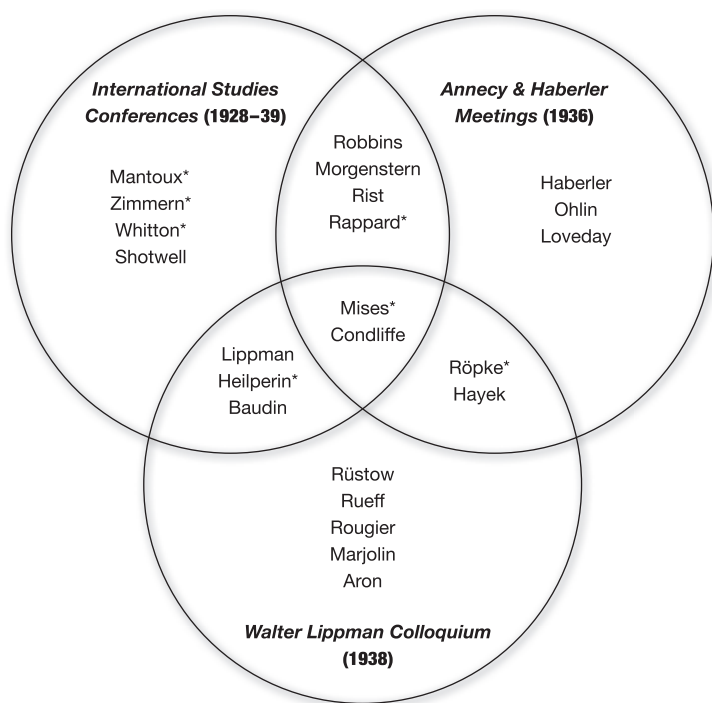 International Studies
Conferences (1928–39)
Annecy & Haberler
Meetings (1936)
Mantoux*
Zimmern*
Whitton*
Shotwell
Robbins
Morgenstern
Rist
Rappard*
Haberler
Ohlin
Loveday
Mises*
Condliffe
Lippman
Heilperin*
Baudin
Röpke*
Hayek
Rüstow
Rueff
Rougier
Marjolin
Aron
Walter Lippman Colloquium
(1938)